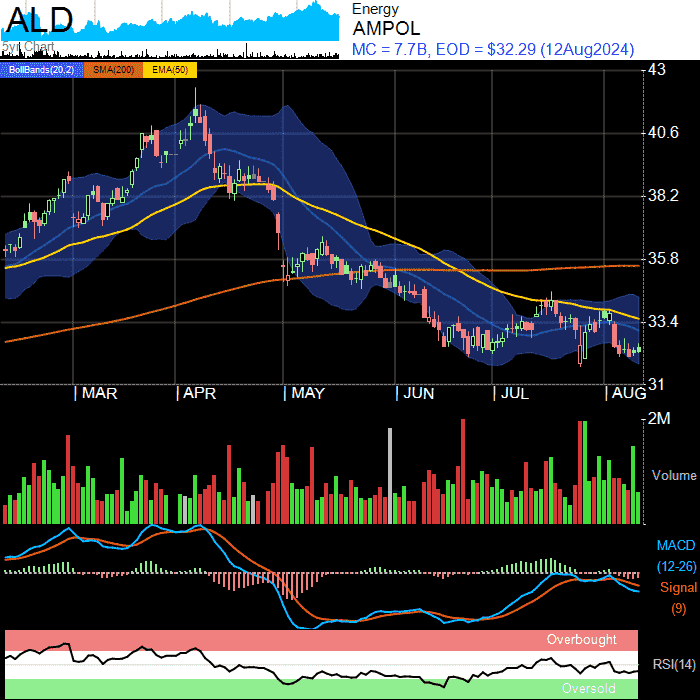 ALD
Energy
AMPOL
MC = 7.7B, EOD = $32.29 (12Aug2024)
5yr Chart
BollBands(20,2) SMA(200) EMA(50)
43
40.6
38.2
35.8
33.4
31
MAR APR MAY JUN JUL AUG
2M
Volume
MACD
(12-26)
Signal
(9)
Overbought
RSI(14)
Oversold